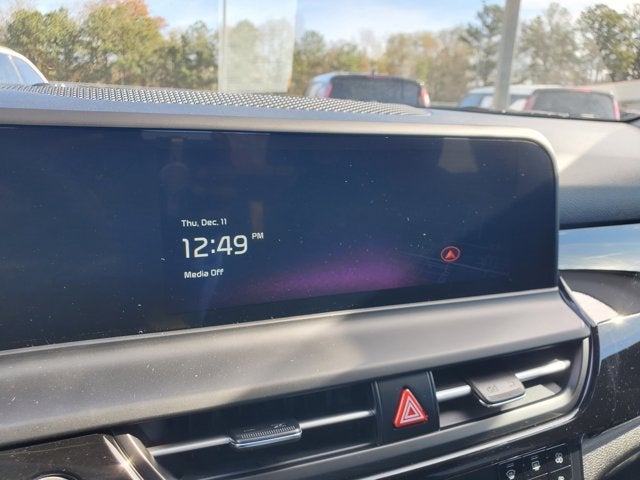 Thu, Dec. 11
12:49 PM
Media Off